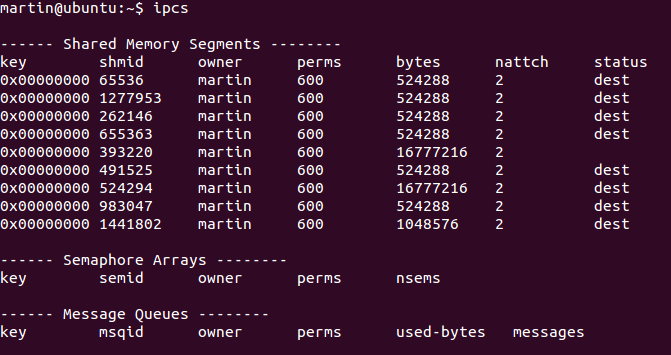 martin@ubuntu:~$ ipcs
------ Shared Memory Segments --------
key        shmid      owner      perms      bytes      nattch     status
0x00000000 65536      martin     600        524288     2          dest
0x00000000 1277953    martin     600        524288     2          dest
0x00000000 262146     martin     600        524288     2          dest
0x00000000 655363     martin     600        524288     2          dest
0x00000000 393220     martin     600        16777216   2
0x00000000 491525     martin     600        524288     2          dest
0x00000000 524294     martin     600        16777216   2          dest
0x00000000 983047     martin     600        524288     2          dest
0x00000000 1441802    martin     600        1048576    2          dest
------ Semaphore Arrays --------
key        semid      owner      perms      nsems
------ Message Queues --------
key        msqid      owner      perms      used-bytes   messages